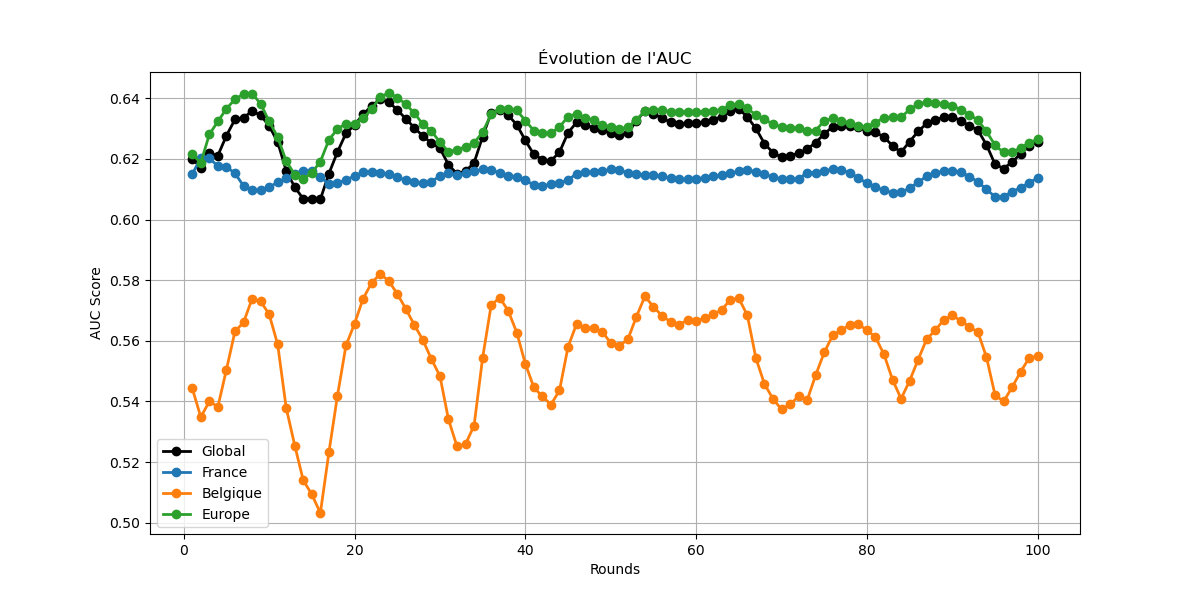 Évolution de l'AUC
AUC Score
0.64
0.62
0.60
0.58
0.56
0.54
0.52
0.50
Global
France
Belgique
Europe
0 20 40 60 80 100
Rounds